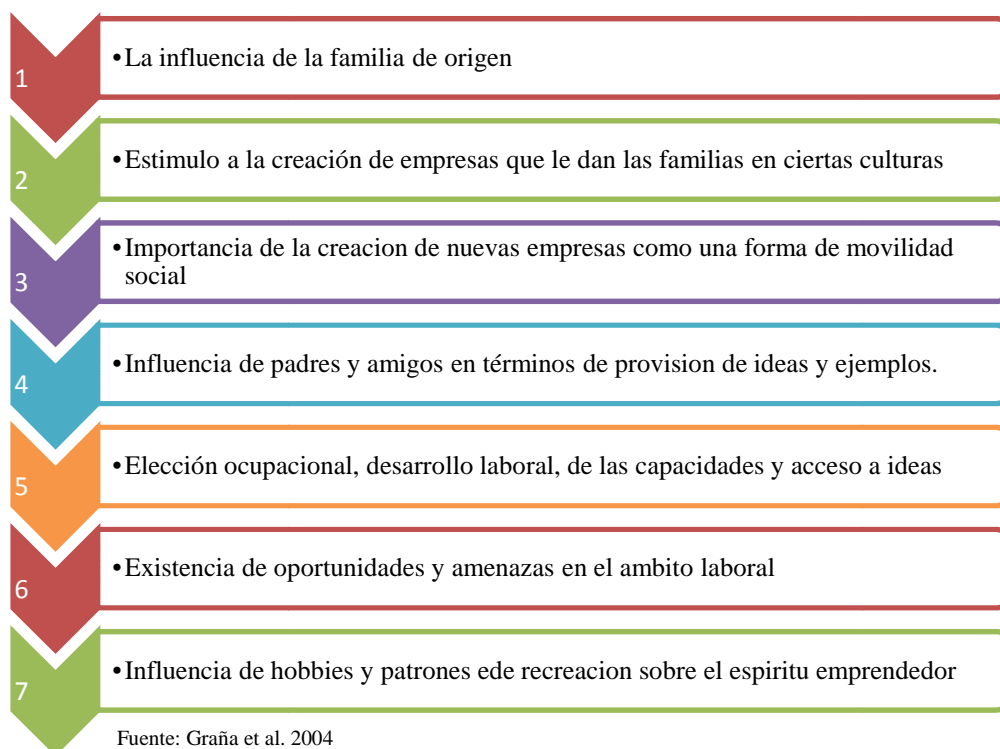 1
•La influencia de la familia de origen
2
•Estimulo a la creación de empresas que le dan las familias en ciertas culturas
3
•Importancia de la creacion de nuevas empresas como una forma de movilidad
social
4
•Influencia de padres y amigos en términos de provision de ideas y ejemplos.
5
•Elección ocupacional, desarrollo laboral, de las capacidades y acceso a ideas
6
•Existencia de oportunidades y amenazas en el ambito laboral
7
•Influencia de hobbies y patrones ede recreacion sobre el espiritu emprendedor
Fuente: Graña et al. 2004